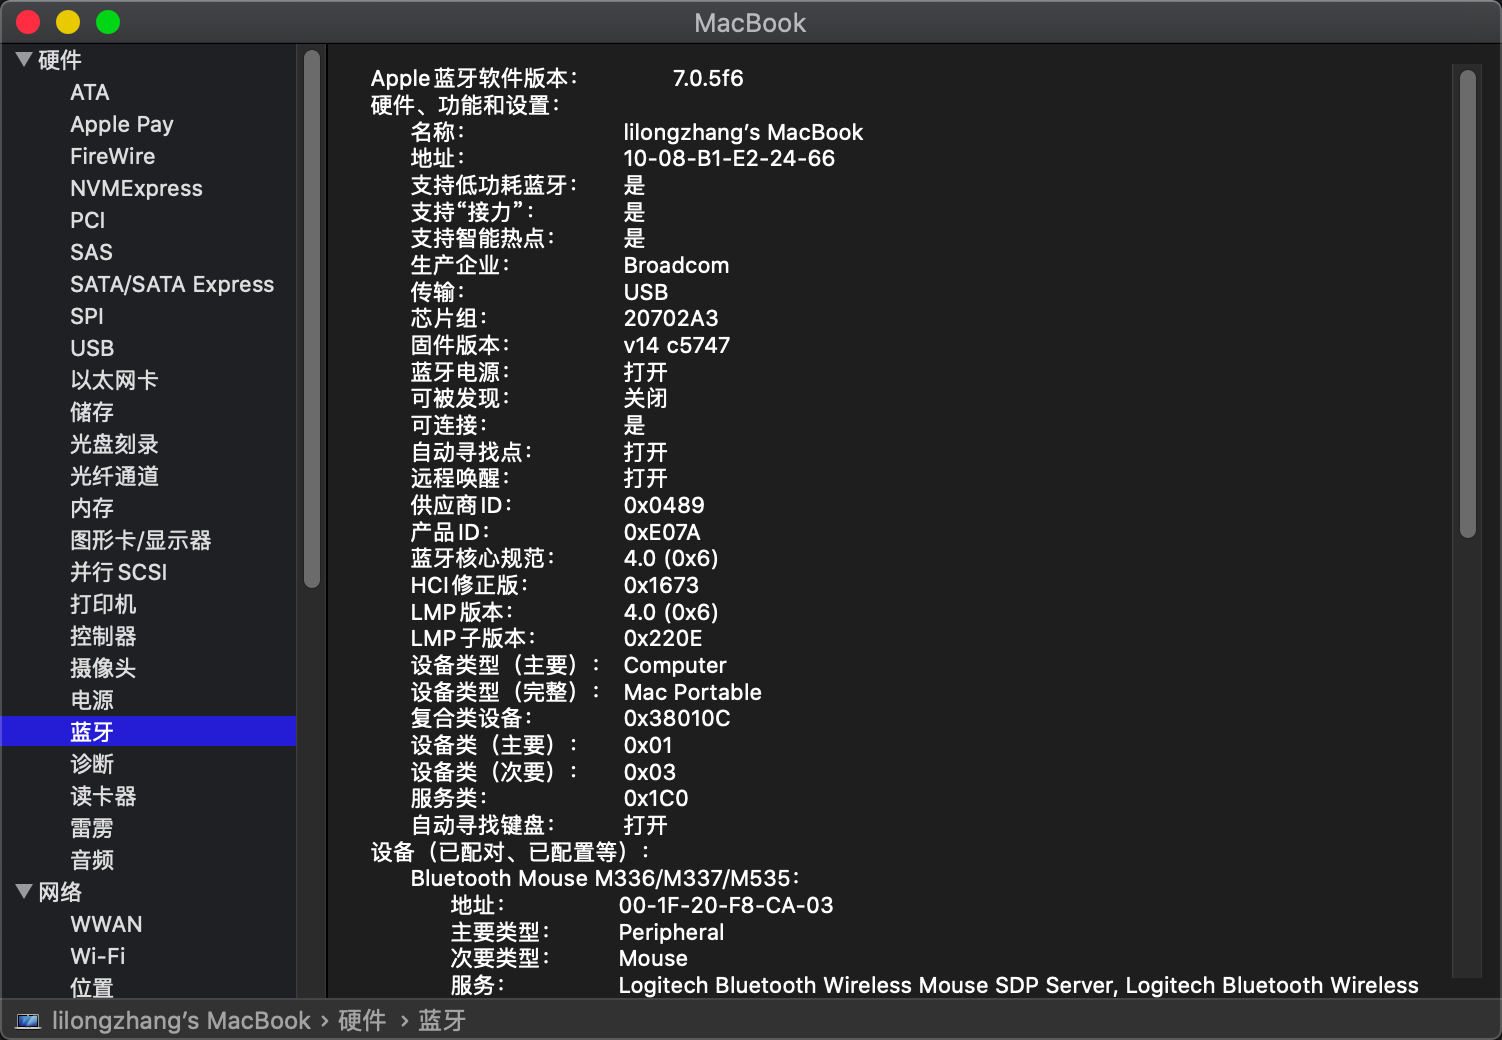 MacBook
硬件
ATA
Apple Pay
FireWire
NVMExpress
PCI
SAS
SATA/SATA Express
SPI
USB
以太网卡
储存
光盘刻录
光纤通道
内存
图形卡/显示器
并行 SCSI
打印机
控制器
摄像头
电源
蓝牙
诊断
读卡器
雷雳
音频
网络
WWAN
Wi-Fi
位置
Apple 蓝牙软件版本： 7.0.5f6
硬件、功能和设置：
名称： lilongzhang’s MacBook
地址： 10-08-B1-E2-24-66
支持低功耗蓝牙： 是
支持“接力”： 是
支持智能热点： 是
生产企业： Broadcom
传输： USB
芯片组： 20702A3
固件版本： v14 c5747
蓝牙电源： 打开
可被发现： 关闭
可连接： 是
自动寻找点： 打开
远程唤醒： 打开
供应商 ID： 0x0489
产品 ID： 0xE07A
蓝牙核心规范： 4.0 (0x6)
HCI 修正版： 0x1673
LMP 版本： 4.0 (0x6)
LMP 子版本： 0x220E
设备类型（主要）： Computer
设备类型（完整）： Mac Portable
复合类设备： 0x38010C
设备类（主要）： 0x01
设备类（次要）： 0x03
服务类： 0x1C0
自动寻找键盘： 打开
设备（已配对、已配置等）：
Bluetooth Mouse M336/M337/M535：
地址： 00-1F-20-F8-CA-03
主要类型： Peripheral
次要类型： Mouse
服务： Logitech Bluetooth Wireless Mouse SDP Server, Logitech Bluetooth Wireless
lilongzhang’s MacBook › 硬件 › 蓝牙